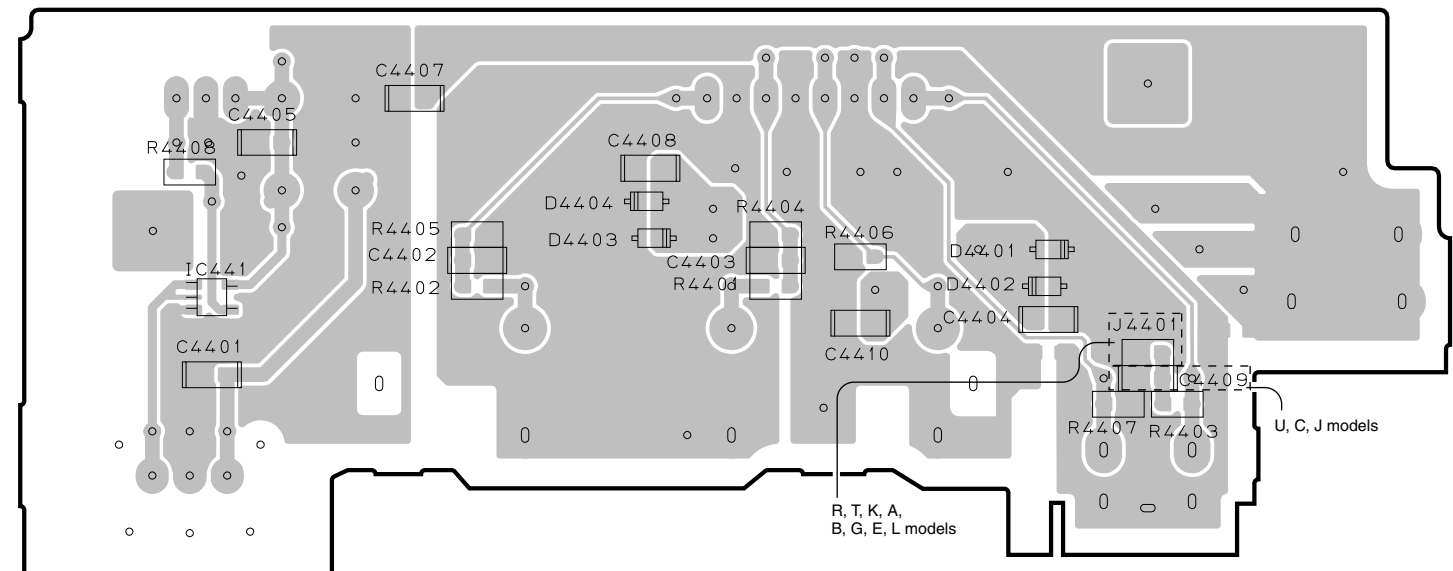 C4407
C4405
R4408
C4408
D4404
R4404
R4405
R4406
D4403
D4401
C4402
C4403
IC441
R4402
R4401
D4402
C4404
J4401
C4410
C4401
C4409
R4407
R4403
U, C, J models
R, T, K, A,
B, G, E, L models